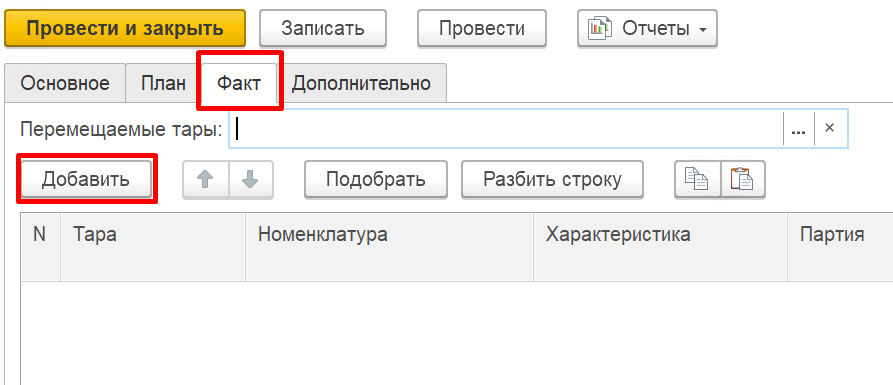 Провести и закрыть Записать Провести Отчеты
Основное План Факт Дополнительно
Перемещаемые тары: ... ×
Добавить Подобрать Разбить строку
N Тара Номенклатура Характеристика Партия